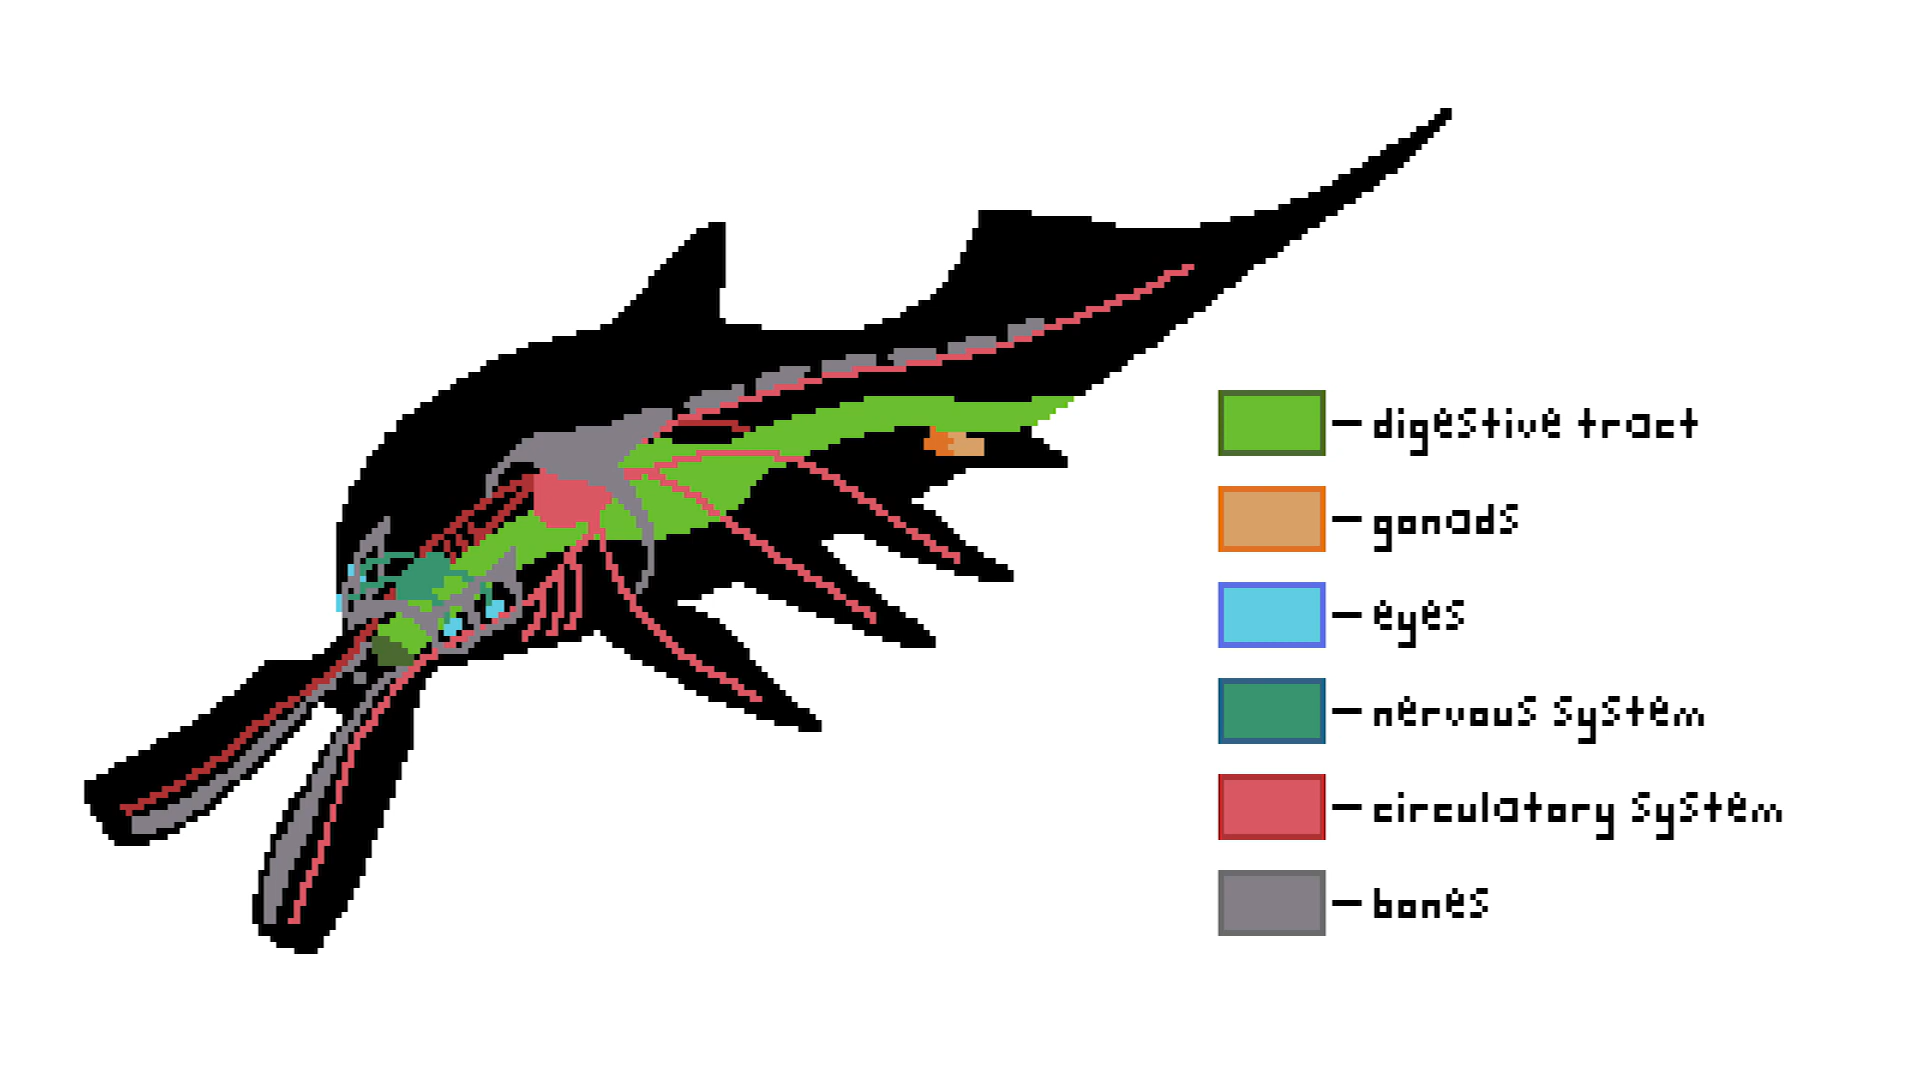 – digestive tract
– gonads
– eyes
– nervous system
– circulatory system
– bones